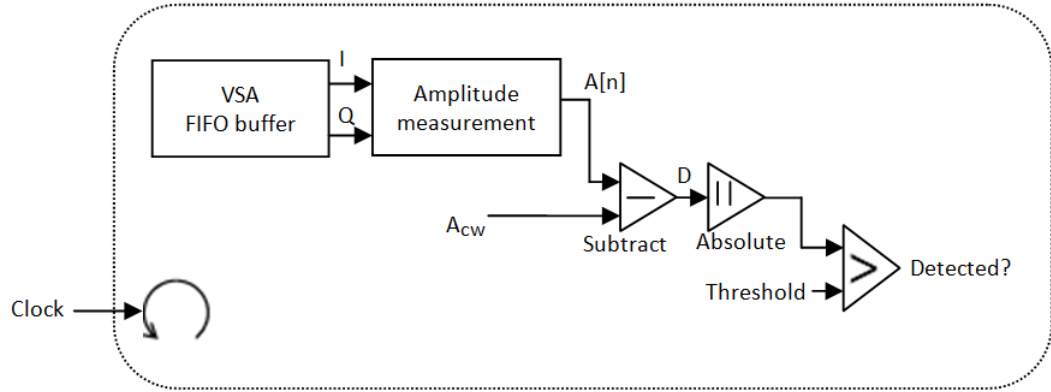 VSA
FIFO buffer
I
Q
Amplitude
measurement
A[n]
A_CW
Subtract
D
||
Absolute
>
Threshold
Detected?
Clock